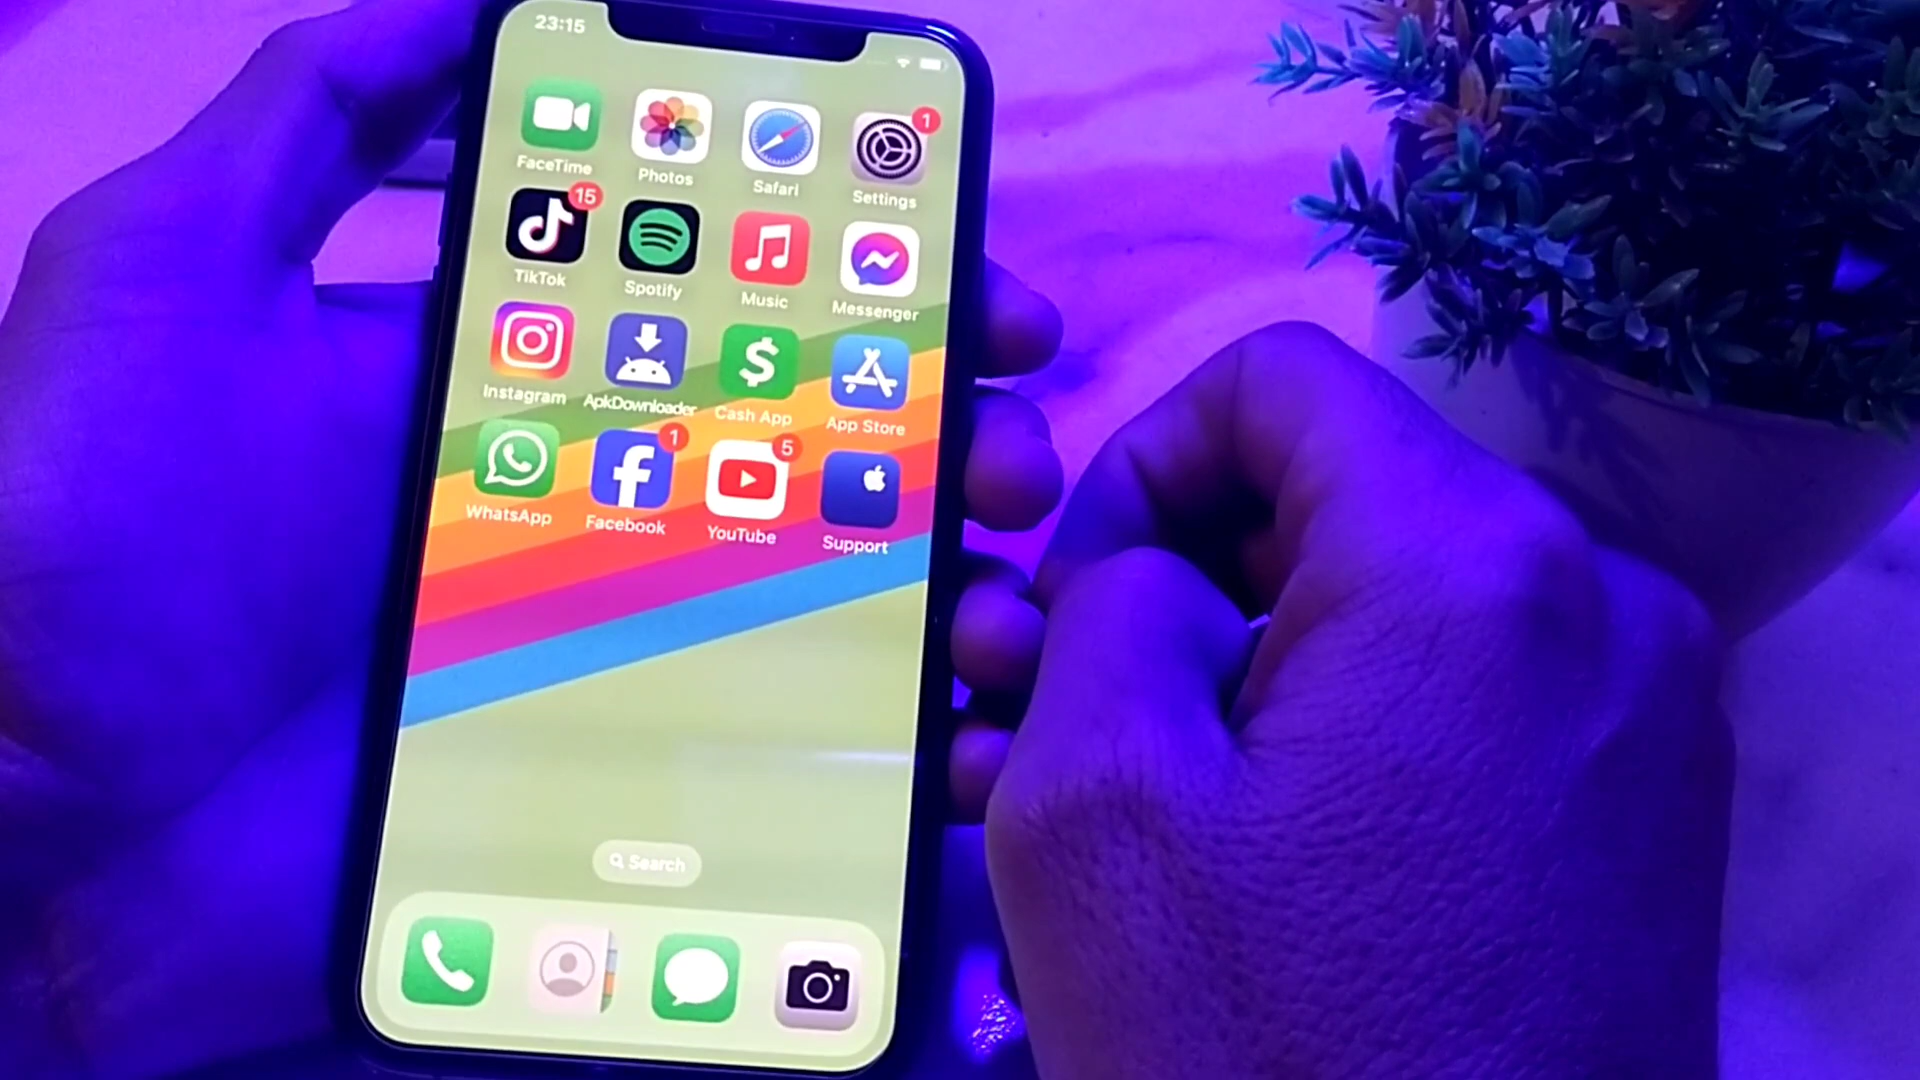 23:15
FaceTime
Photos
Safari
1
Settings
15
TikTok
Spotify
Music
Messenger
Instagram
ApkDownloader
$
Cash App
App Store
WhatsApp
1
f
Facebook
5
YouTube
Support
Search